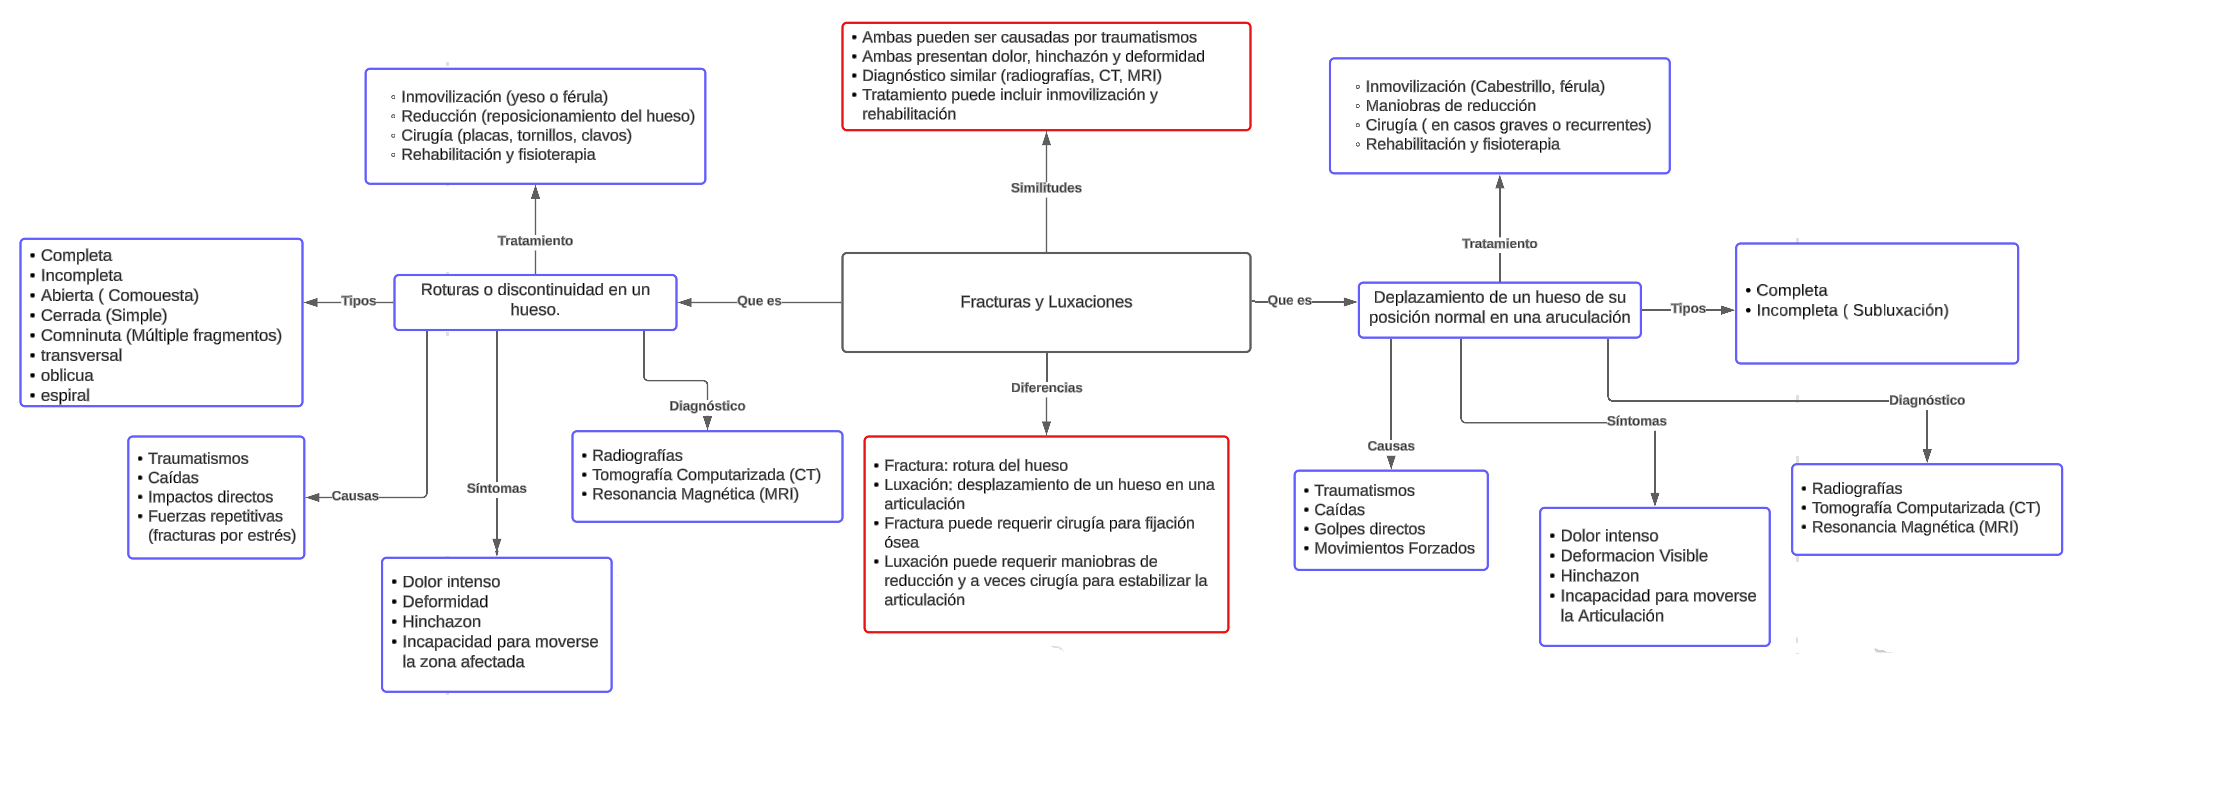 • Ambas pueden ser causadas por traumatismos
• Ambas presentan dolor, hinchazón y deformidad
• Diagnóstico similar (radiografías, CT, MRI)
• Tratamiento puede incluir inmovilización y
rehabilitación
Similitudes
Fracturas y Luxaciones
Que es
Roturas o discontinuidad en un
hueso.
Tratamiento
◦ Inmovilización (yeso o férula)
◦ Reducción (reposicionamiento del hueso)
◦ Cirugía (placas, tornillos, clavos)
◦ Rehabilitación y fisioterapia
Tipos
• Completa
• Incompleta
• Abierta ( Comouesta)
• Cerrada (Simple)
• Comninuta (Múltiple fragmentos)
• transversal
• oblicua
• espiral
Causas
• Traumatismos
• Caídas
• Impactos directos
• Fuerzas repetitivas
(fracturas por estrés)
Síntomas
• Dolor intenso
• Deformidad
• Hinchazon
• Incapacidad para moverse
la zona afectada
Diagnóstico
• Radiografías
• Tomografía Computarizada (CT)
• Resonancia Magnética (MRI)
Diferencias
• Fractura: rotura del hueso
• Luxación: desplazamiento de un hueso en una
articulación
• Fractura puede requerir cirugía para fijación
ósea
• Luxación puede requerir maniobras de
reducción y a veces cirugía para estabilizar la
articulación
Que es
Deplazamiento de un hueso de su
posición normal en una aruculación
Tratamiento
◦ Inmovilización (Cabestrillo, férula)
◦ Maniobras de reducción
◦ Cirugía ( en casos graves o recurrentes)
◦ Rehabilitación y fisioterapia
Tipos
• Completa
• Incompleta ( Subluxación)
Causas
• Traumatismos
• Caídas
• Golpes directos
• Movimientos Forzados
Síntomas
• Dolor intenso
• Deformacion Visible
• Hinchazon
• Incapacidad para moverse
la Articulación
Diagnóstico
• Radiografías
• Tomografía Computarizada (CT)
• Resonancia Magnética (MRI)